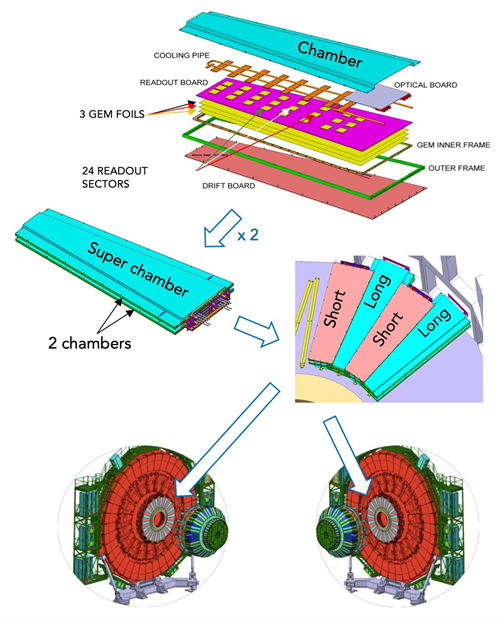 Chamber
COOLING PIPE
READOUT BOARD
OPTICAL BOARD
3 GEM FOILS
GEM INNER FRAME
24 READOUT
SECTORS
OUTER FRAME
DRIFT BOARD
x 2
Super chamber
2 chambers
Short
Long
Short
Long